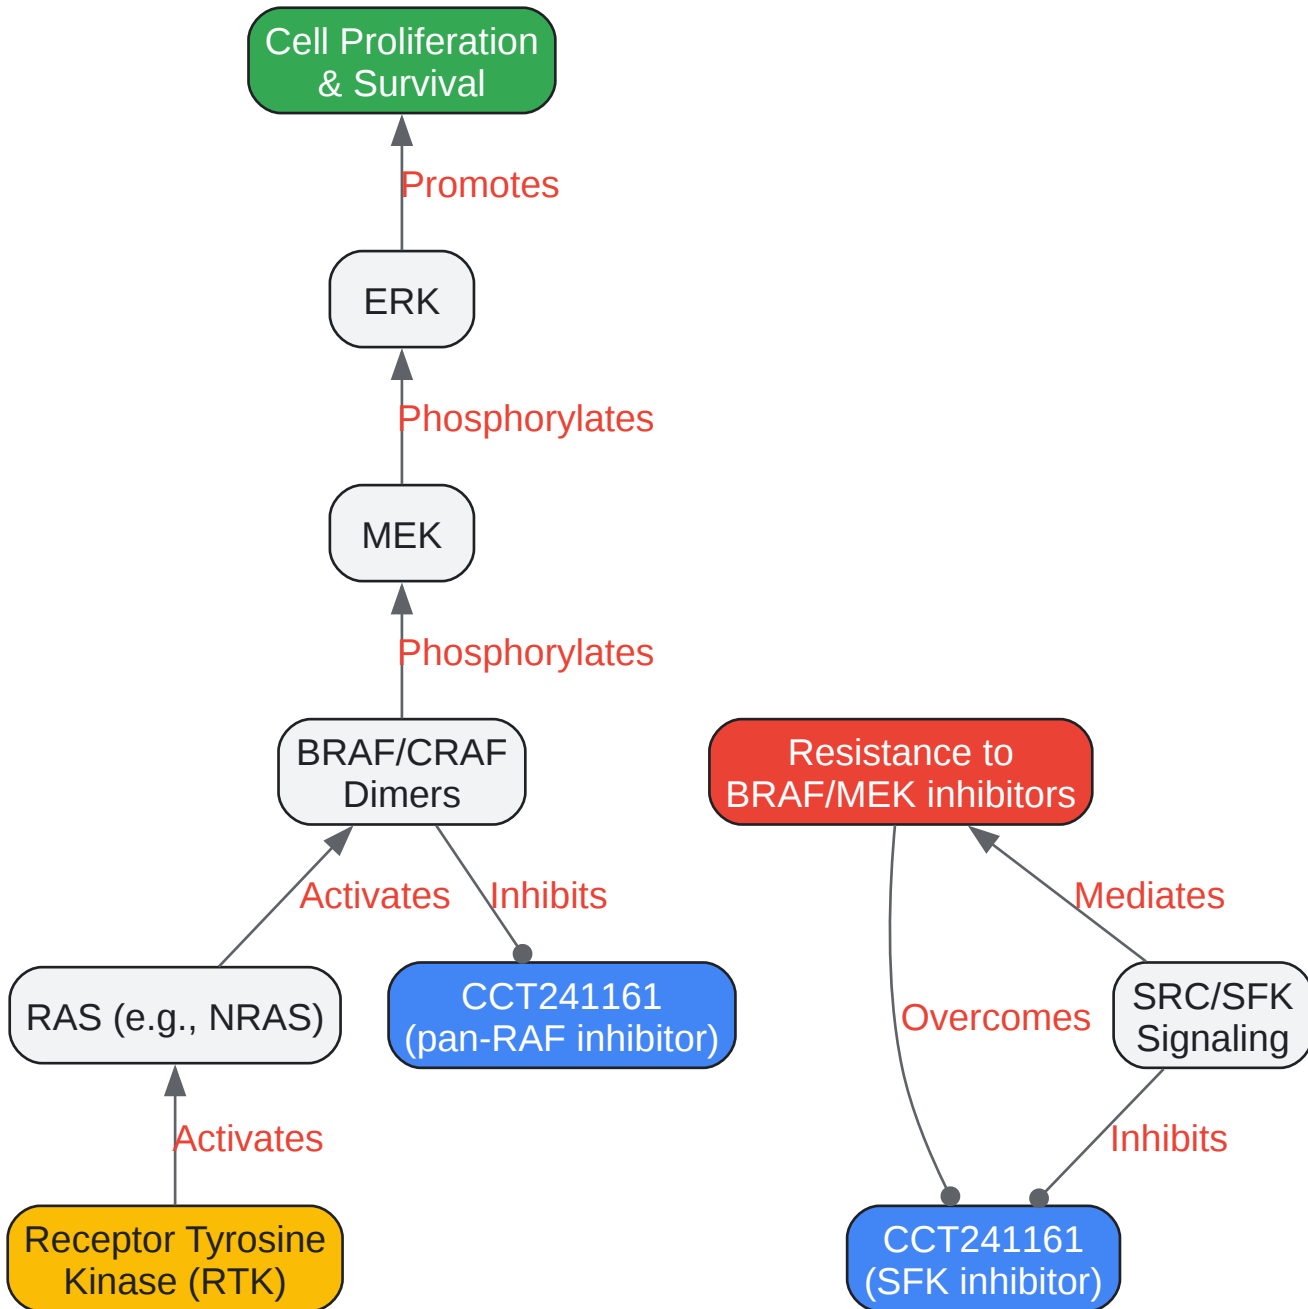 Cell Proliferation
& Survival
Promotes
ERK
Phosphorylates
MEK
Phosphorylates
BRAF/CRAF
Dimers
Resistance to
BRAF/MEK inhibitors
Activates
Inhibits
Mediates
RAS (e.g., NRAS)
CCT241161
(pan-RAF inhibitor)
Overcomes
SRC/SFK
Signaling
Activates
Inhibits
Receptor Tyrosine
Kinase (RTK)
CCT241161
(SFK inhibitor)